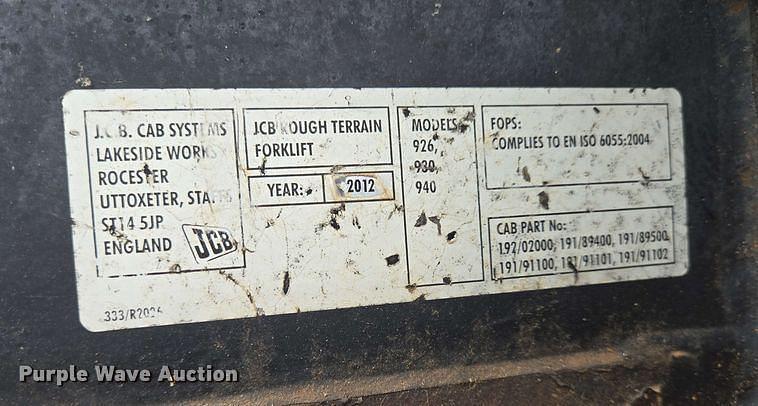 J.C.B. CAB SYSTEMS
LAKESIDE WORKS
ROCESTER
UTTOXETER, STAFFS
ST14 5JP
ENGLAND
JCB
JCB ROUGH TERRAIN
FORKLIFT
YEAR:
2012
MODELS
926,
930,
940
FOPS:
COMPLIES TO EN ISO 6055:2004
CAB PART No:
192/02000, 191/89400, 191/89500
191/91100, 191/91101, 191/91102
Purple Wave Auction